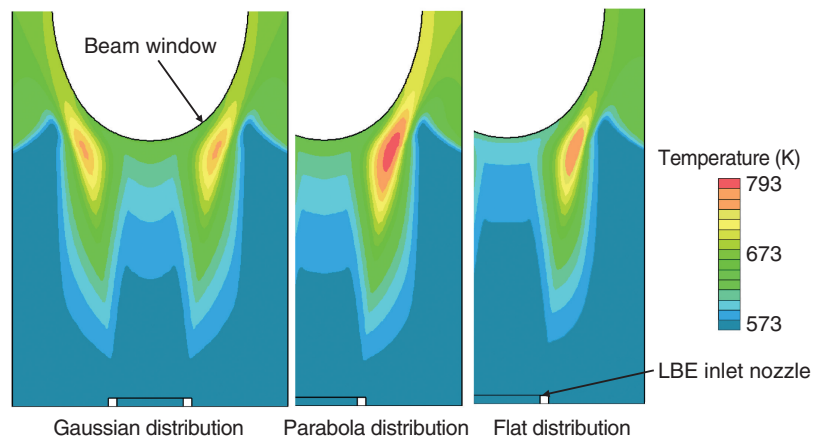 Beam window
Temperature (K)
793
673
573
LBE inlet nozzle
Gaussian distribution
Parabola distribution
Flat distribution